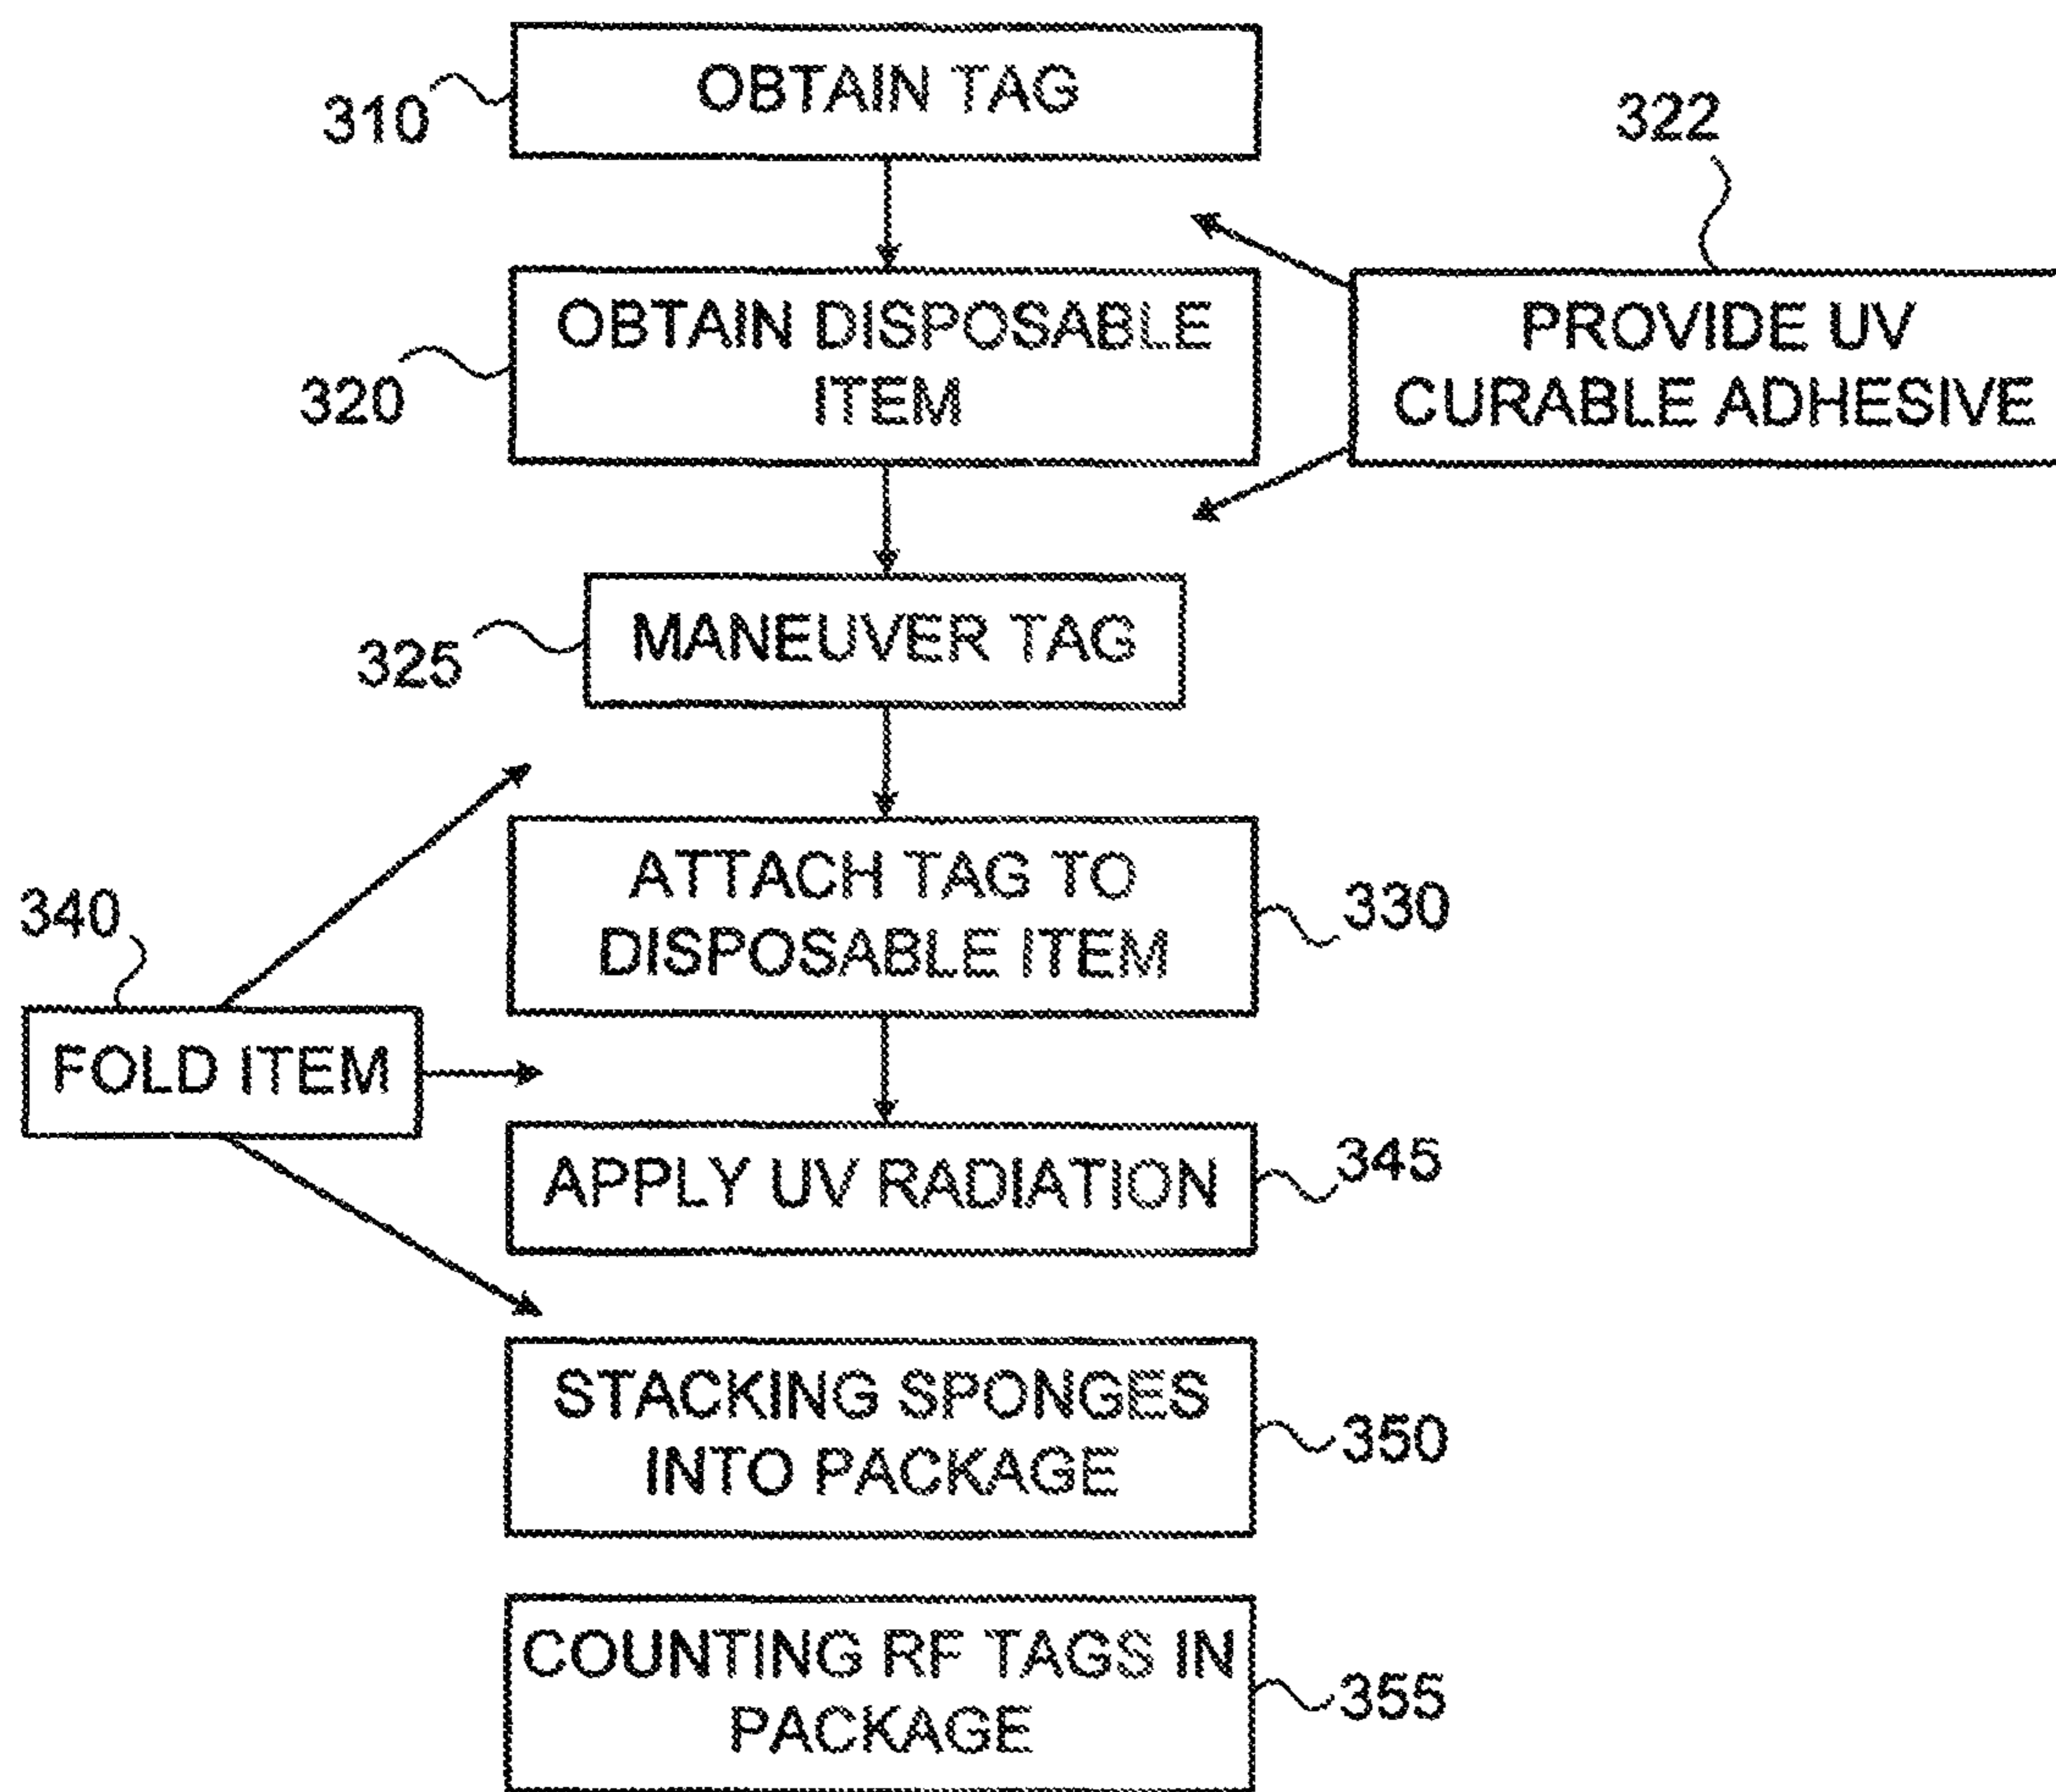 OBTAIN TAG
310
322
OBTAIN DISPOSABLE
ITEM
320
PROVIDE UV
CURABLE ADHESIVE
MANEUVER TAG
325
ATTACH TAG TO
DISPOSABLE ITEM
330
340
FOLD ITEM
APPLY UV RADIATION
345
STACKING SPONGES
INTO PACKAGE
350
COUNTING RF TAGS IN
PACKAGE
355